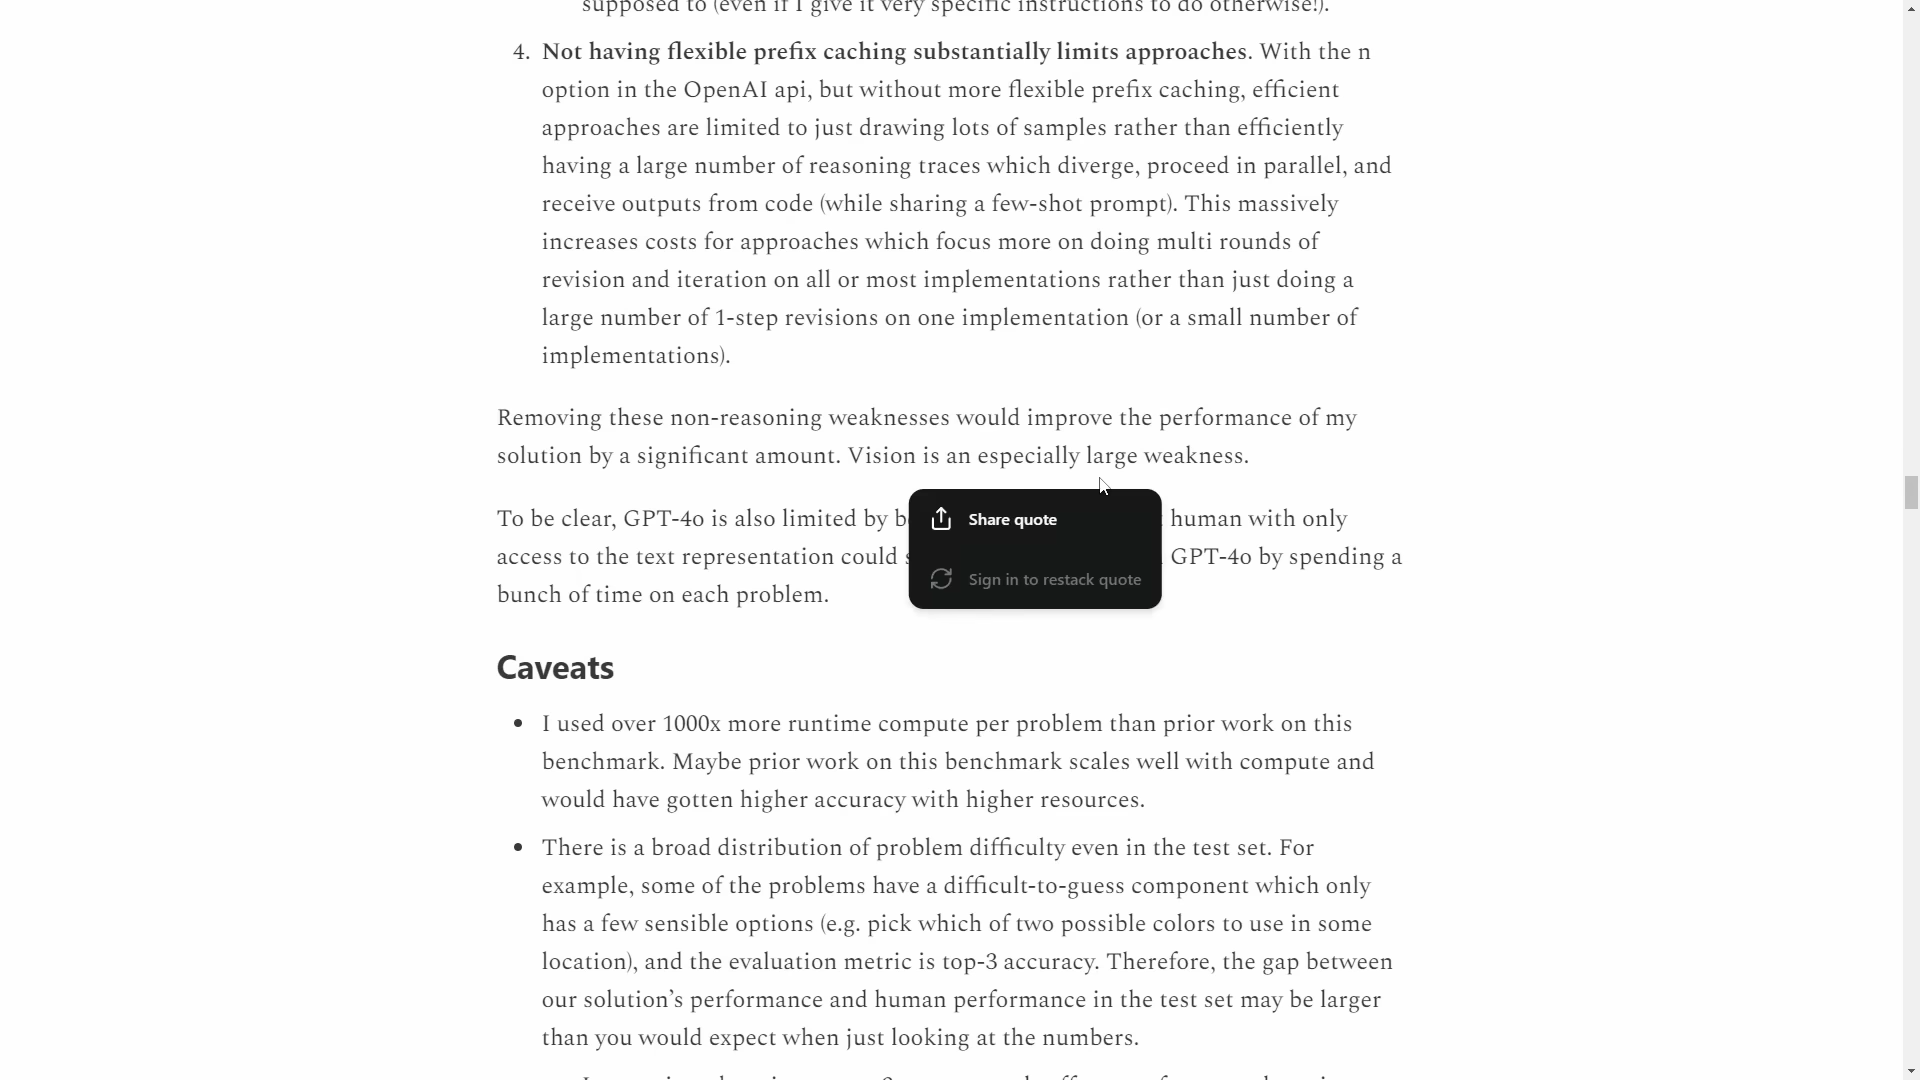 supposed to (even if I give it very specific instructions to do otherwise!).
4. Not having flexible prefix caching substantially limits approaches. With the n
option in the OpenAI api, but without more flexible prefix caching, efficient
approaches are limited to just drawing lots of samples rather than efficiently
having a large number of reasoning traces which diverge, proceed in parallel, and
receive outputs from code (while sharing a few-shot prompt). This massively
increases costs for approaches which focus more on doing multi rounds of
revision and iteration on all or most implementations rather than just doing a
large number of 1-step revisions on one implementation (or a small number of
implementations).
Removing these non-reasoning weaknesses would improve the performance of my
solution by a significant amount. Vision is an especially large weakness.
To be clear, GPT-4o is also limited by human with only
access to the text representation could GPT-4o by spending a
bunch of time on each problem.
Share quote
Sign in to restack quote
Caveats
• I used over 1000x more runtime compute per problem than prior work on this
benchmark. Maybe prior work on this benchmark scales well with compute and
would have gotten higher accuracy with higher resources.
• There is a broad distribution of problem difficulty even in the test set. For
example, some of the problems have a difficult-to-guess component which only
has a few sensible options (e.g. pick which of two possible colors to use in some
location), and the evaluation metric is top-3 accuracy. Therefore, the gap between
our solution's performance and human performance in the test set may be larger
than you would expect when just looking at the numbers.